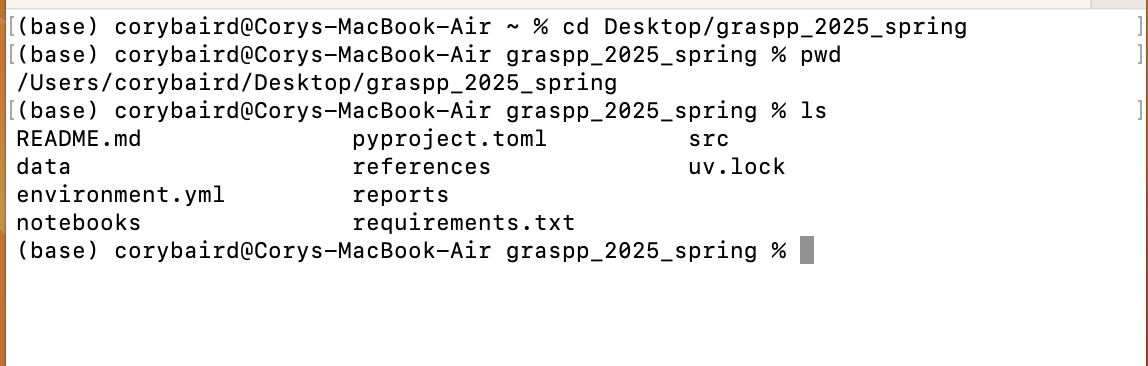 [(base) corybaird@Corys-MacBook-Air ~ % cd Desktop/graspp_2025_spring ]
[(base) corybaird@Corys-MacBook-Air graspp_2025_spring % pwd ]
/Users/corybaird/Desktop/graspp_2025_spring
[(base) corybaird@Corys-MacBook-Air graspp_2025_spring % ls ]
README.md pyproject.toml src
data references uv.lock
environment.yml reports
notebooks requirements.txt
(base) corybaird@Corys-MacBook-Air graspp_2025_spring %